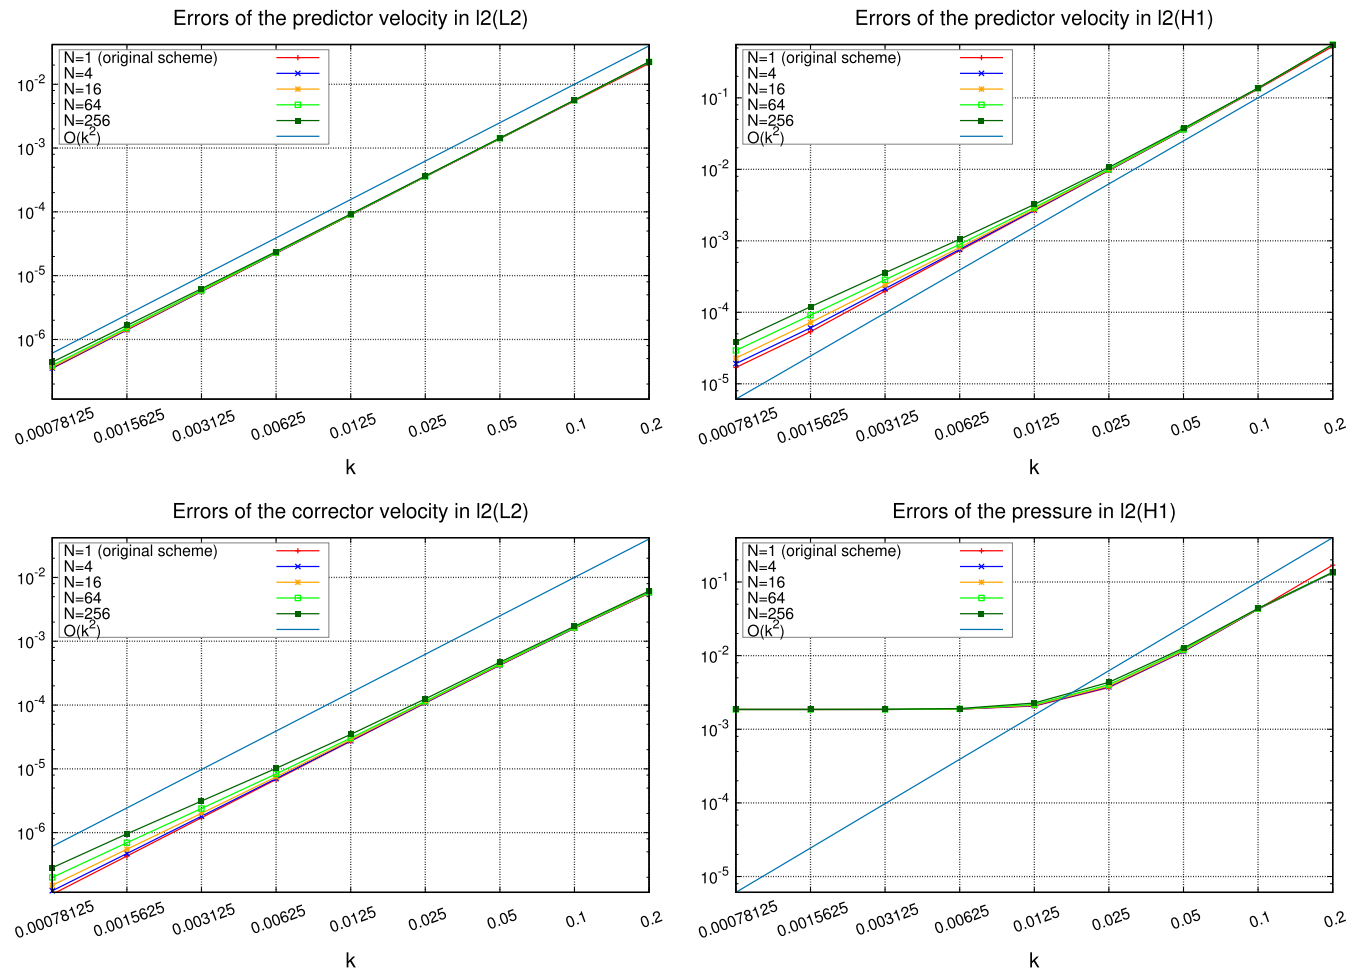 Errors of the predictor velocity in l2(L2)
N=1 (original scheme)
N=4
N=16
N=64
N=256
O(k²)
10⁻²
10⁻³
10⁻⁴
10⁻⁵
10⁻⁶
0.00078125 0.0015625 0.003125 0.00625 0.0125 0.025 0.05 0.1 0.2
k
Errors of the predictor velocity in l2(H1)
N=1 (original scheme)
N=4
N=16
N=64
N=256
O(k²)
10⁻¹
10⁻²
10⁻³
10⁻⁴
10⁻⁵
0.00078125 0.0015625 0.003125 0.00625 0.0125 0.025 0.05 0.1 0.2
k
Errors of the corrector velocity in l2(L2)
N=1 (original scheme)
N=4
N=16
N=64
N=256
O(k²)
10⁻²
10⁻³
10⁻⁴
10⁻⁵
10⁻⁶
0.00078125 0.0015625 0.003125 0.00625 0.0125 0.025 0.05 0.1 0.2
k
Errors of the pressure in l2(H1)
N=1 (original scheme)
N=4
N=16
N=64
N=256
O(k²)
10⁻¹
10⁻²
10⁻³
10⁻⁴
10⁻⁵
0.00078125 0.0015625 0.003125 0.00625 0.0125 0.025 0.05 0.1 0.2
k